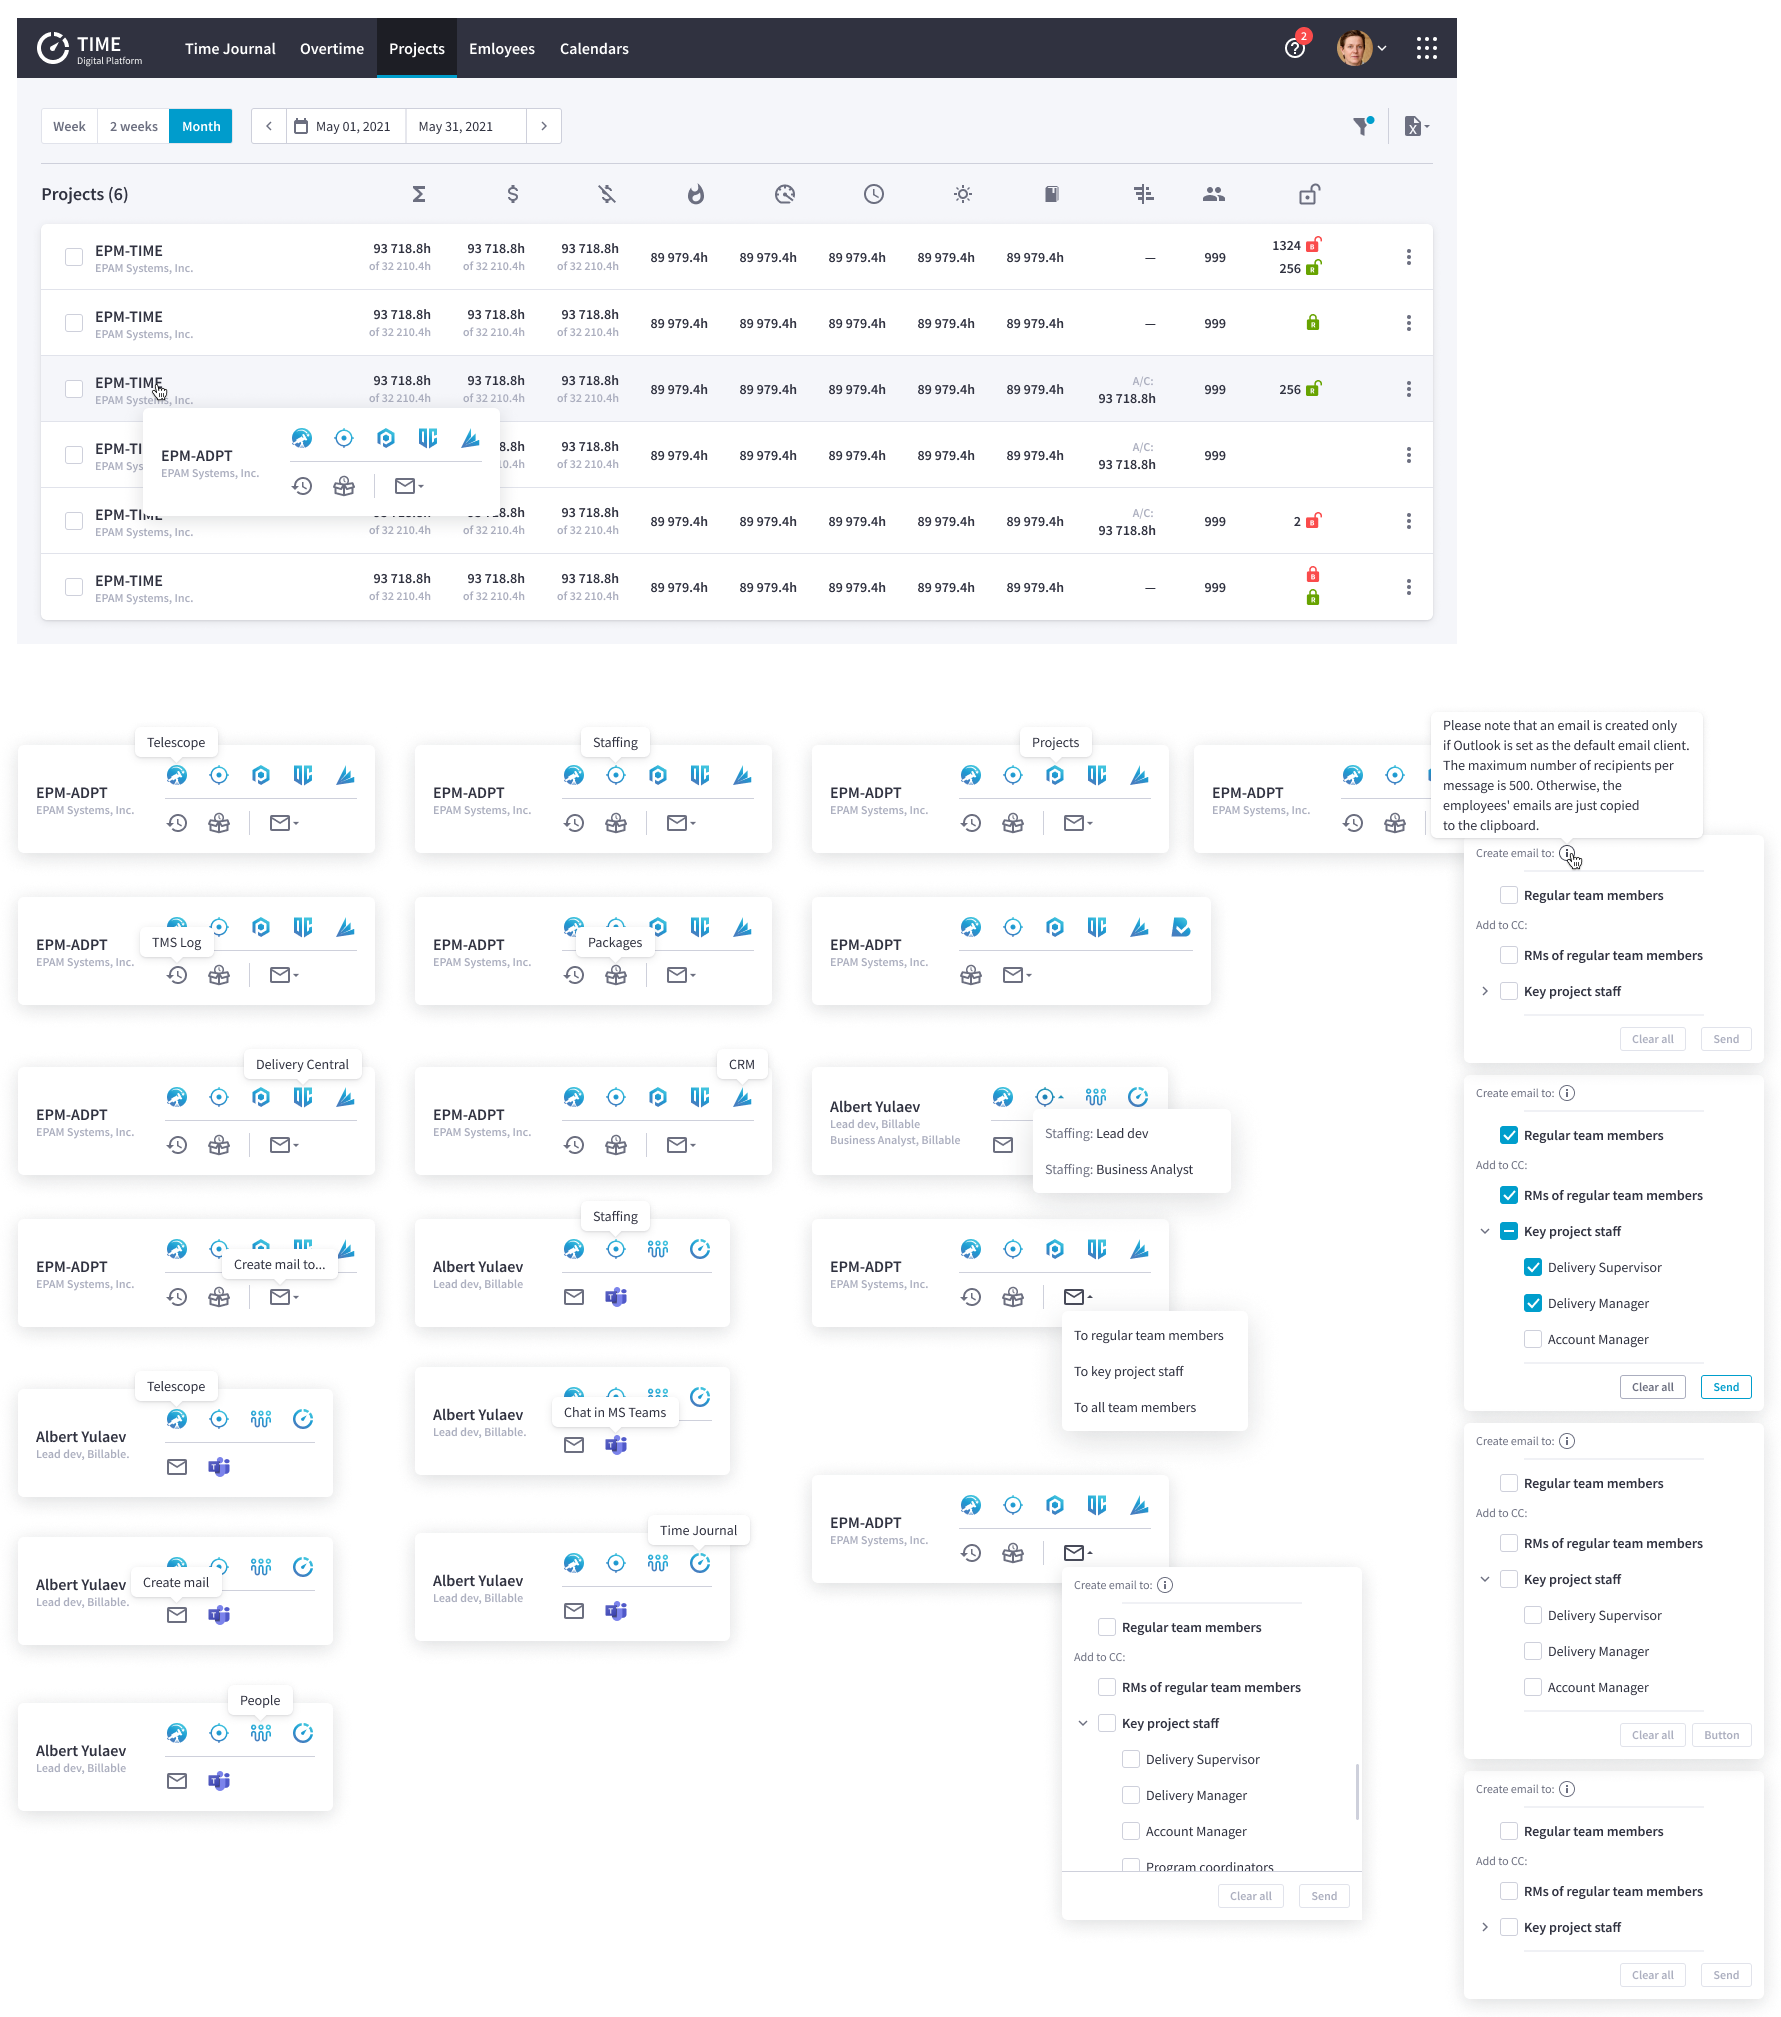 TIME
Digital Platform
Time Journal Overtime Projects Emloyees Calendars
2
Week 2 weeks Month May 01, 2021 May 31, 2021
Projects (6)
EPM-TIME
EPAM Systems, Inc.
93 718.8h 93 718.8h 93 718.8h
of 32 210.4h of 32 210.4h of 32 210.4h
89 979.4h 89 979.4h 89 979.4h 89 979.4h 89 979.4h — 999
1324 B
256 R
EPM-TIME
EPAM Systems, Inc.
93 718.8h 93 718.8h 93 718.8h
of 32 210.4h of 32 210.4h of 32 210.4h
89 979.4h 89 979.4h 89 979.4h 89 979.4h 89 979.4h — 999
R
EPM-TIME
EPAM Systems, Inc.
93 718.8h 93 718.8h 93 718.8h
of 32 210.4h of 32 210.4h of 32 210.4h
89 979.4h 89 979.4h 89 979.4h 89 979.4h 89 979.4h
A/C:
93 718.8h
999
256 R
EPM-ADPT
EPAM Systems, Inc.
EPM-TI
EPAM Sys
8.8h 93 718.8h
0.4h of 32 210.4h
89 979.4h 89 979.4h 89 979.4h 89 979.4h 89 979.4h
A/C:
93 718.8h
999
EPM-TIME
EPAM Systems, Inc.
8.8h 93 718.8h
of 32 210.4h of 32 210.4h of 32 210.4h
89 979.4h 89 979.4h 89 979.4h 89 979.4h 89 979.4h
A/C:
93 718.8h
999
2 B
EPM-TIME
EPAM Systems, Inc.
93 718.8h 93 718.8h 93 718.8h
of 32 210.4h of 32 210.4h of 32 210.4h
89 979.4h 89 979.4h 89 979.4h 89 979.4h 89 979.4h — 999
B
R
Telescope
EPM-ADPT
EPAM Systems, Inc.
Staffing
EPM-ADPT
EPAM Systems, Inc.
Projects
EPM-ADPT
EPAM Systems, Inc.
EPM-ADPT
EPAM Systems, Inc.
Please note that an email is created only
if Outlook is set as the default email client.
The maximum number of recipients per
message is 500. Otherwise, the
employees' emails are just copied
to the clipboard.
Create email to:
Regular team members
Add to CC:
RMs of regular team members
Key project staff
Clear all Send
EPM-ADPT
EPAM Systems, Inc.
TMS Log
EPM-ADPT
EPAM Systems, Inc.
Packages
EPM-ADPT
EPAM Systems, Inc.
Delivery Central
EPM-ADPT
EPAM Systems, Inc.
CRM
EPM-ADPT
EPAM Systems, Inc.
Albert Yulaev
Lead dev, Billable
Business Analyst, Billable
Staffing: Lead dev
Staffing: Business Analyst
Create email to:
Regular team members
Add to CC:
RMs of regular team members
Key project staff
Delivery Supervisor
Delivery Manager
Account Manager
Clear all Send
EPM-ADPT
EPAM Systems, Inc.
Create mail to...
Staffing
Albert Yulaev
Lead dev, Billable
EPM-ADPT
EPAM Systems, Inc.
To regular team members
To key project staff
To all team members
Telescope
Albert Yulaev
Lead dev, Billable.
Albert Yulaev
Lead dev, Billable.
Chat in MS Teams
Create email to:
Regular team members
Add to CC:
RMs of regular team members
Key project staff
Delivery Supervisor
Delivery Manager
Account Manager
Clear all Button
Albert Yulaev
Lead dev, Billable.
Create mail
Time Journal
Albert Yulaev
Lead dev, Billable
EPM-ADPT
EPAM Systems, Inc.
Create email to:
Regular team members
Add to CC:
RMs of regular team members
Key project staff
Delivery Supervisor
Delivery Manager
Account Manager
Program coordinators
Clear all Send
People
Albert Yulaev
Lead dev, Billable
Create email to:
Regular team members
Add to CC:
RMs of regular team members
Key project staff
Clear all Send